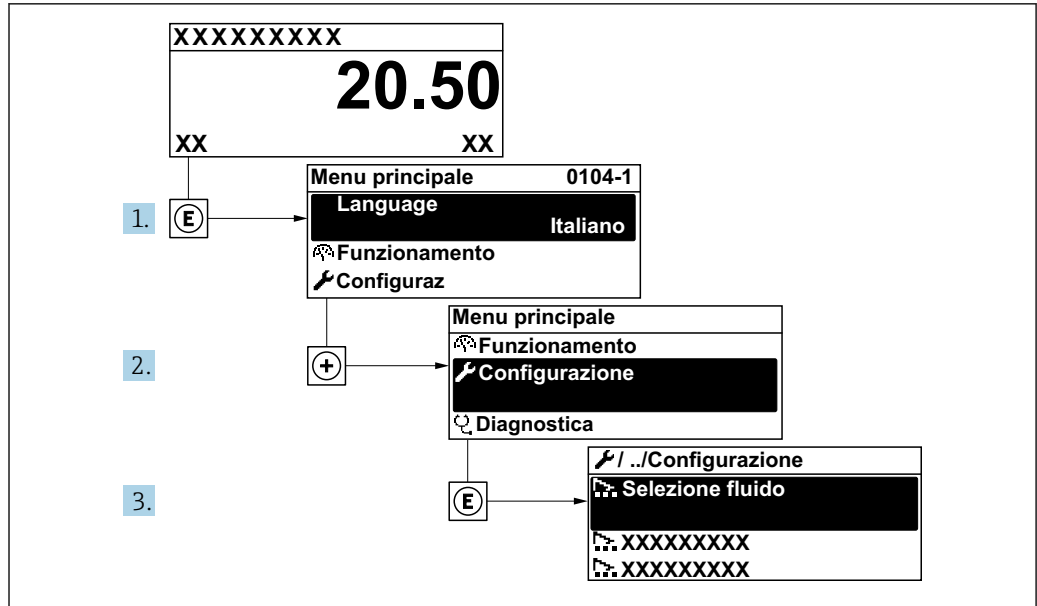 XXXXXXXXX
20.50
XX XX
Menu principale 0104-1
Language
Italiano
1. E
Funzionamento
Configuraz
Menu principale
Funzionamento
2. +
Configurazione
Diagnostica
/ ../Configurazione
Selezione fluido
3. E
XXXXXXXXX
XXXXXXXXX